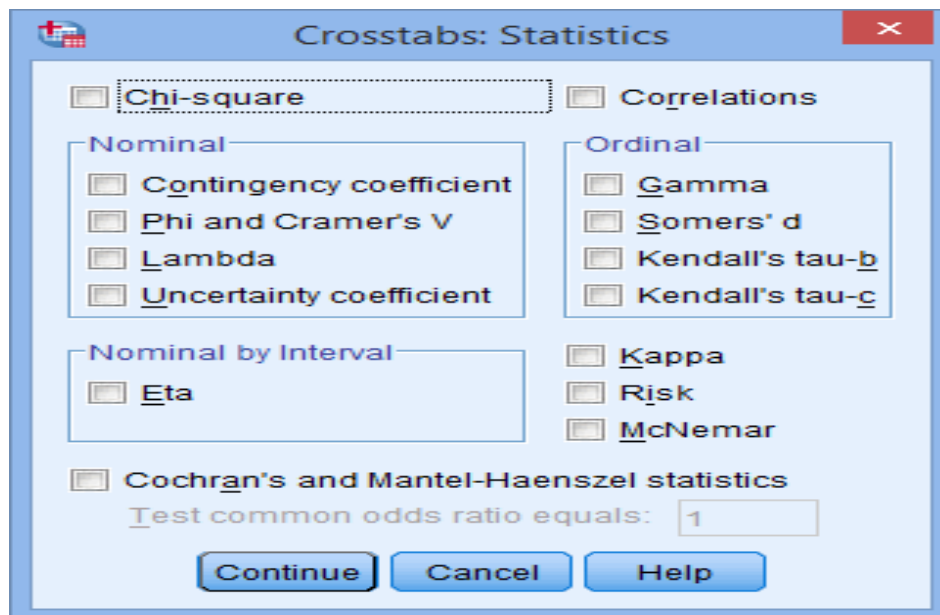 Crosstabs: Statistics
Chi-square
Correlations
Nominal
Contingency coefficient
Phi and Cramer's V
Lambda
Uncertainty coefficient
Ordinal
Gamma
Somers' d
Kendall's tau-b
Kendall's tau-c
Nominal by Interval
Eta
Kappa
Risk
McNemar
Cochran's and Mantel-Haenszel statistics
Test common odds ratio equals: 1
Continue Cancel Help